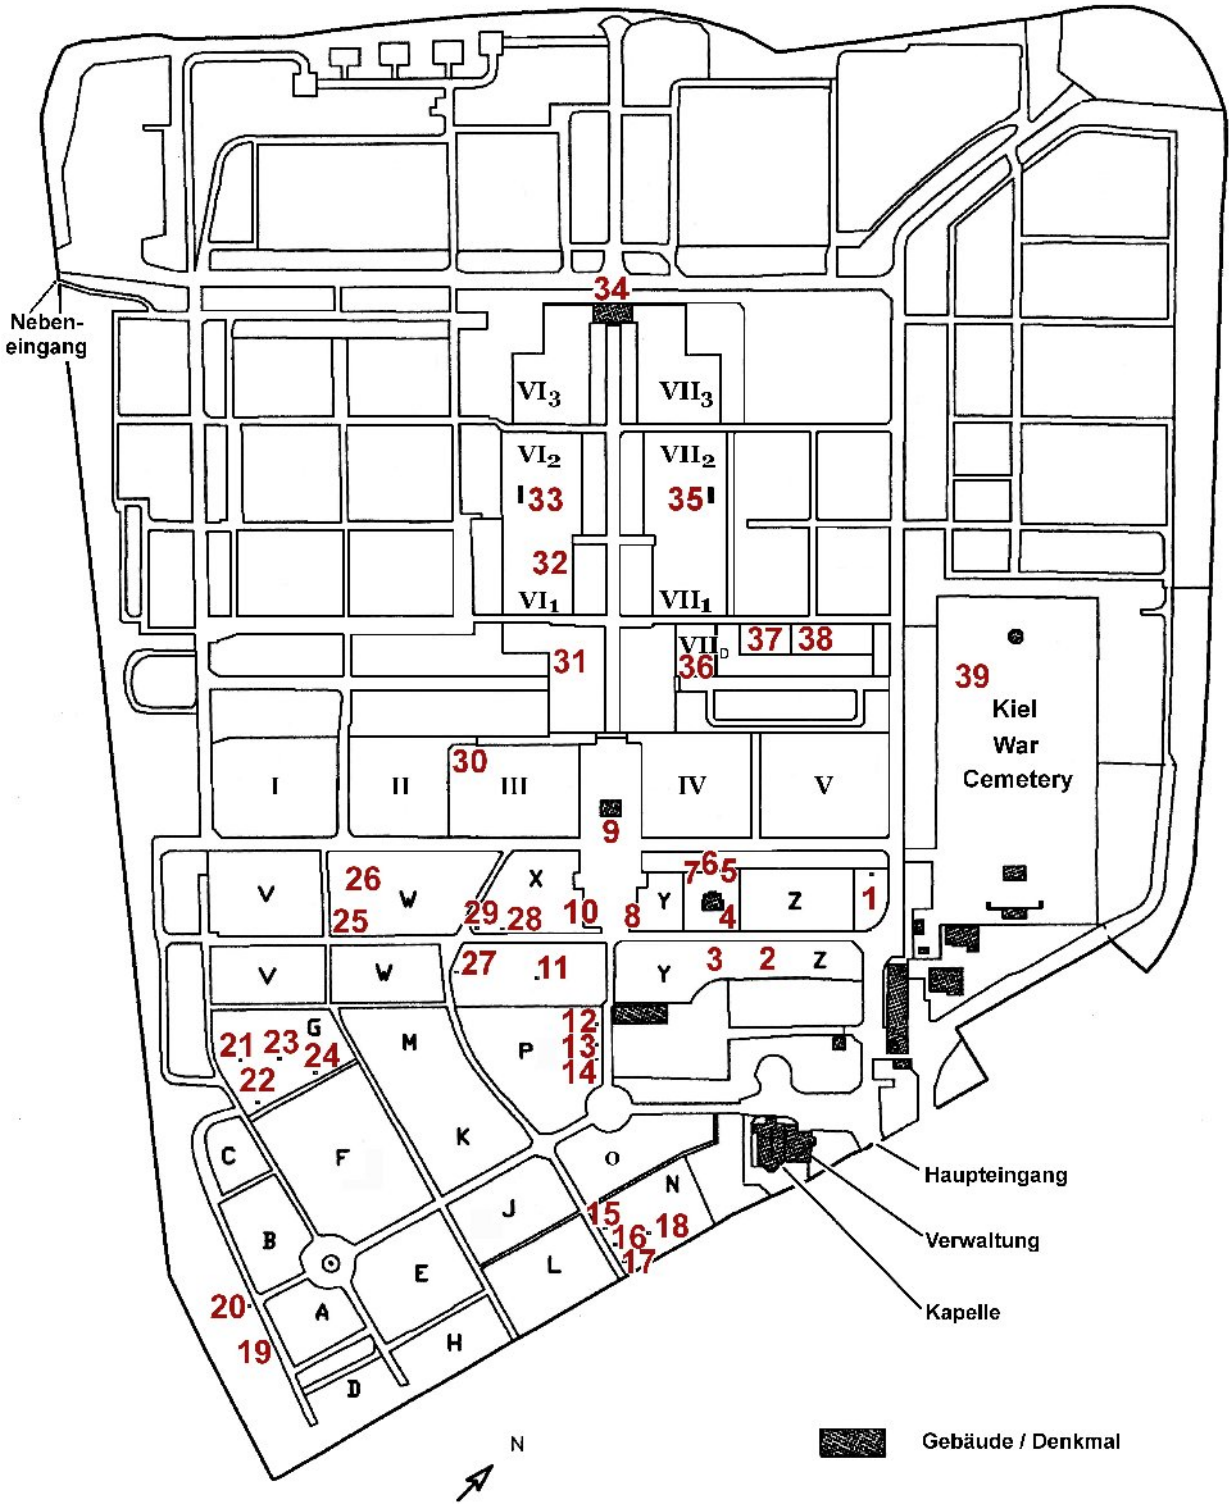 34
Neben-
eingang
VI3
VII3
VI2
VII2
33
35
32
VI1
VII1
31
VIID
36
37
38
39
Kiel
War
Cemetery
30
I
II
III
IV
V
9
V
26
25
W
29
28
X
10
8
Y
7
6
5
4
Z
1
V
W
27
11
Y
3
2
Z
21
23
G
24
22
M
P
12
13
14
C
F
K
O
N
Haupteingang
B
J
15
16
17
18
Verwaltung
E
L
20
A
Kapelle
19
H
D
N
Gebäude / Denkmal